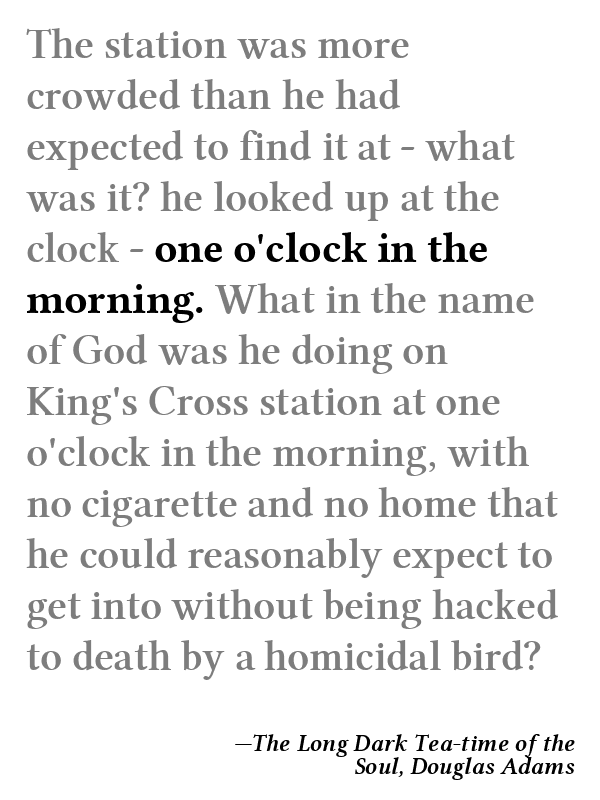 The station was more
crowded than he had
expected to find it at - what
was it? he looked up at the
clock - one o'clock in the
morning. What in the name
of God was he doing on
King's Cross station at one
o'clock in the morning, with
no cigarette and no home that
he could reasonably expect to
get into without being hacked
to death by a homicidal bird?
—The Long Dark Tea-time of the
Soul, Douglas Adams